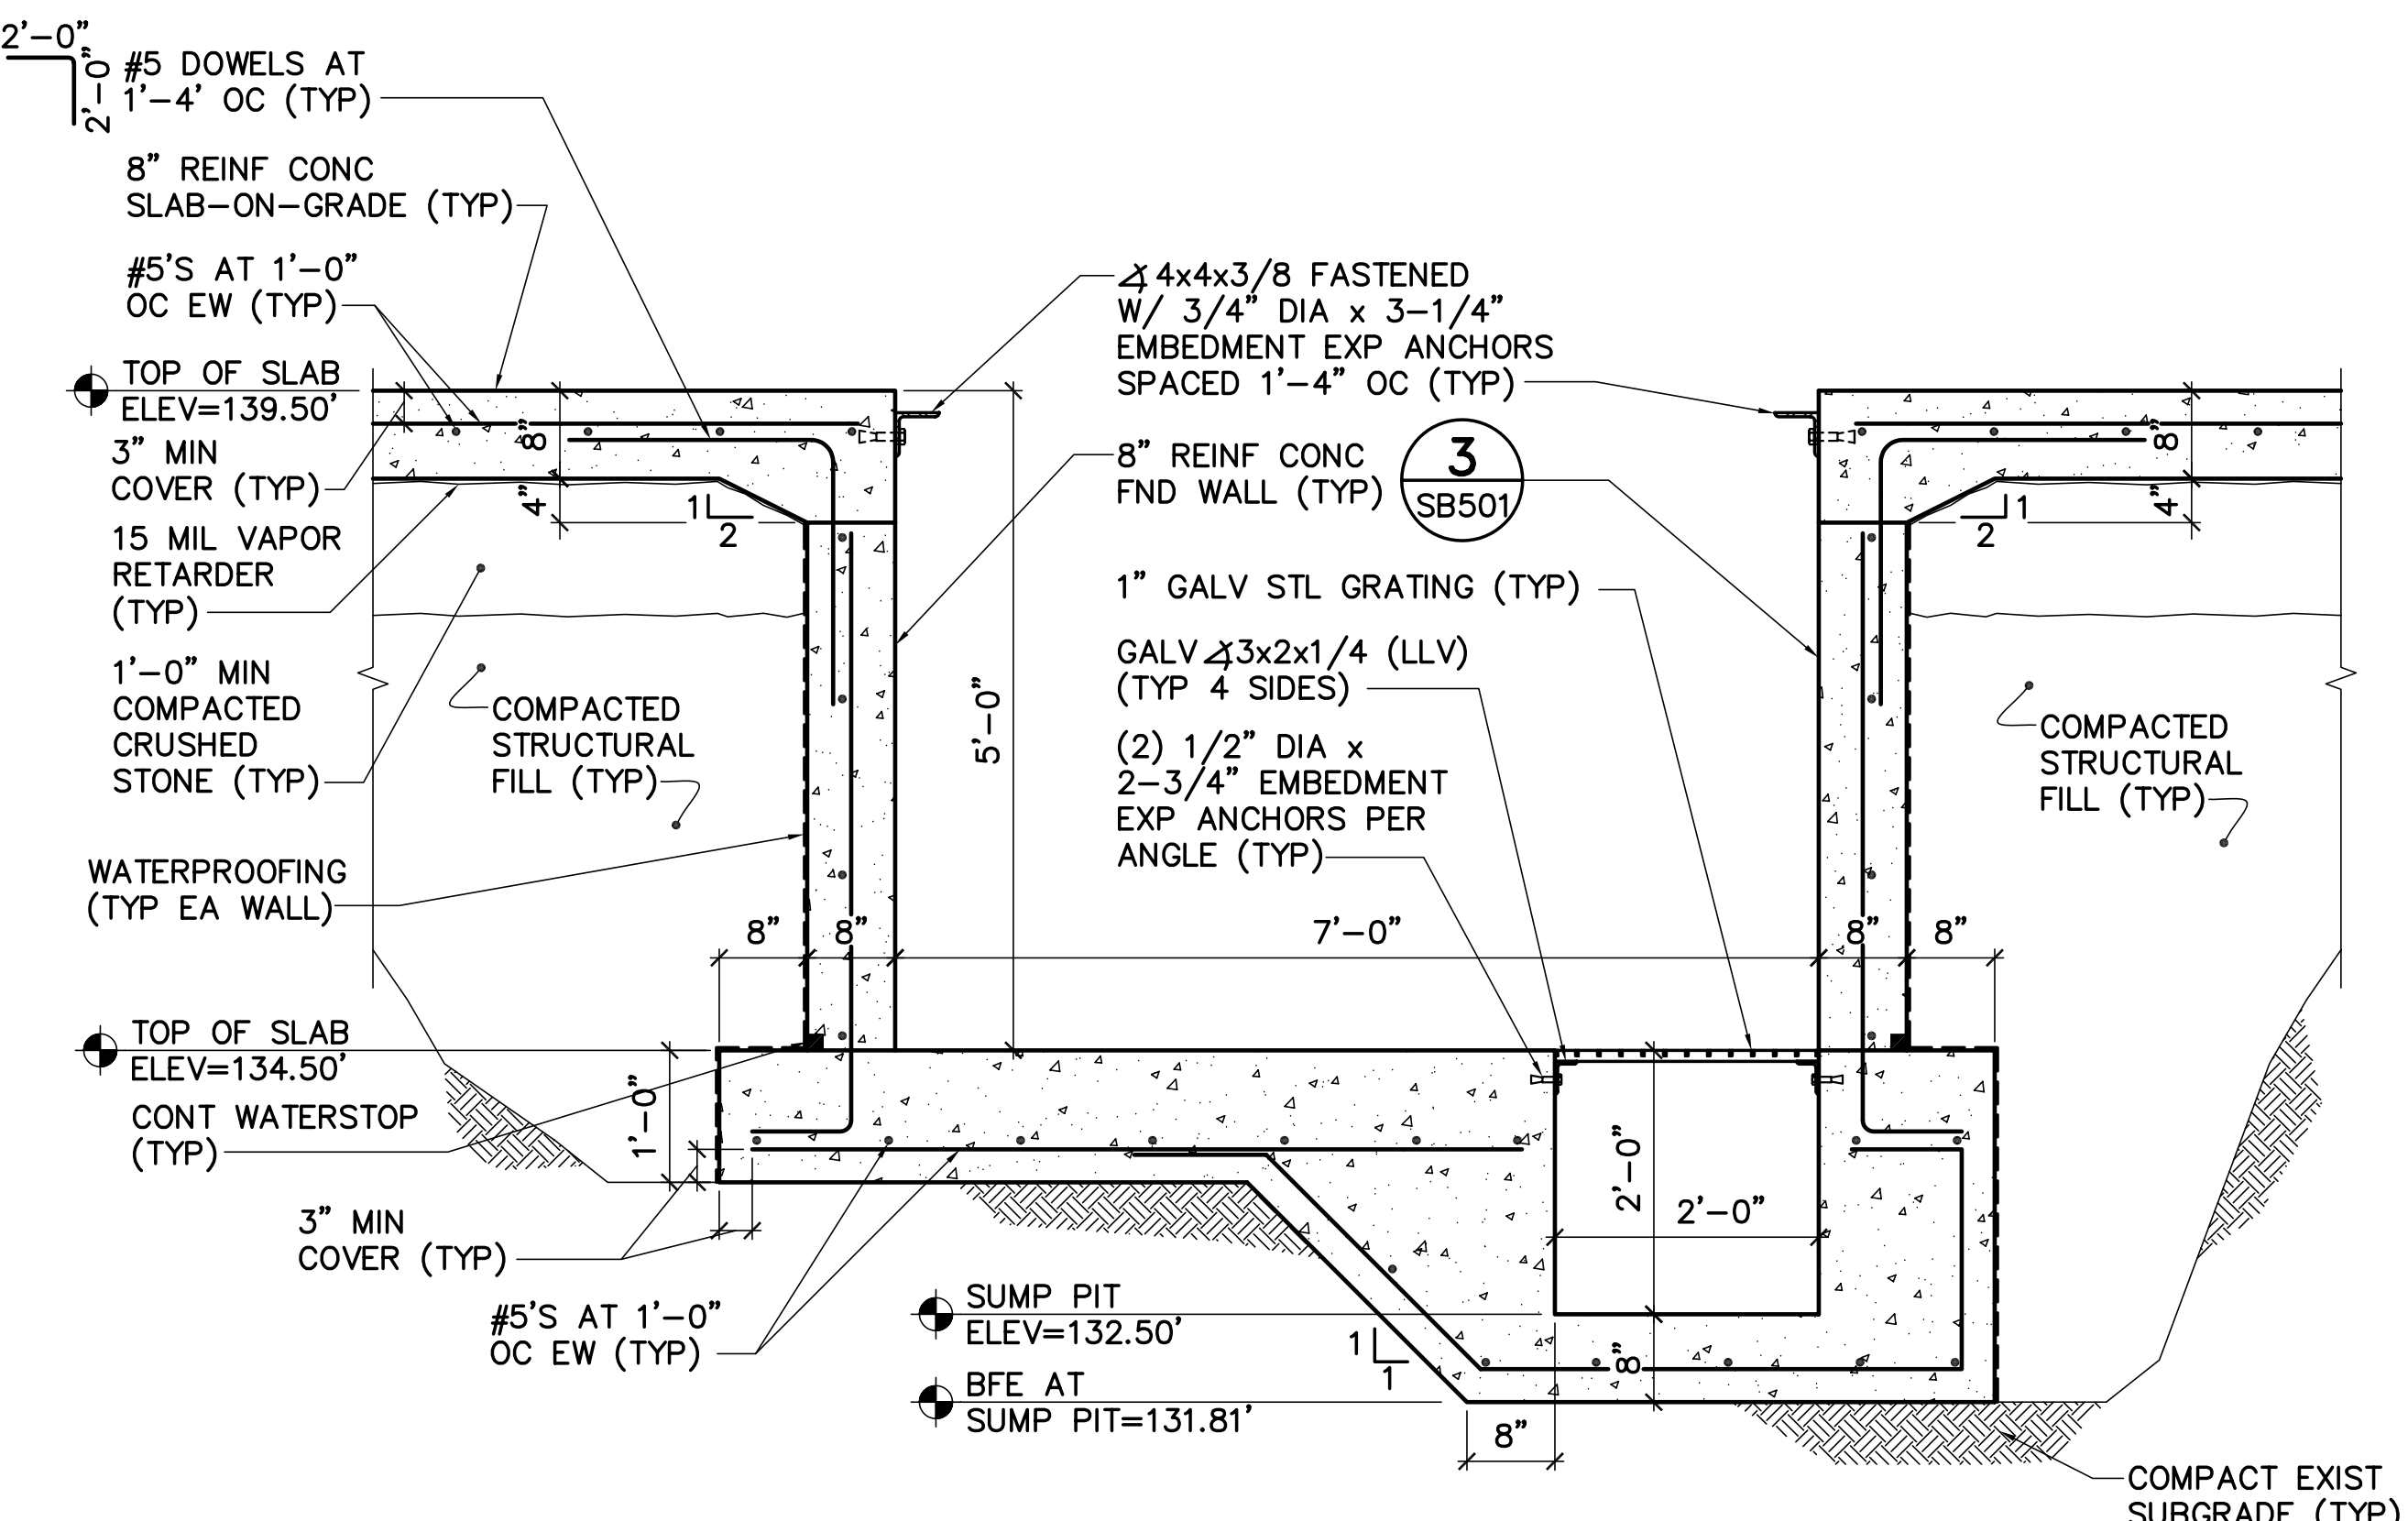 2'-0"
2'-0"
#5 DOWELS AT
1'-4' OC (TYP)
8" REINF CONC
SLAB-ON-GRADE (TYP)
#5'S AT 1'-0"
OC EW (TYP)
TOP OF SLAB
ELEV=139.50'
3" MIN
COVER (TYP)
15 MIL VAPOR
RETARDER
(TYP)
1'-0" MIN
COMPACTED
CRUSHED
STONE (TYP)
COMPACTED
STRUCTURAL
FILL (TYP)
WATERPROOFING
(TYP EA WALL)
8"
4"
1
2
5'-0"
∡ 4x4x3/8 FASTENED
W/ 3/4" DIA x 3-1/4"
EMBEDMENT EXP ANCHORS
SPACED 1'-4" OC (TYP)
8" REINF CONC
FND WALL (TYP)
3
SB501
1" GALV STL GRATING (TYP)
GALV ∡3x2x1/4 (LLV)
(TYP 4 SIDES)
(2) 1/2" DIA x
2-3/4" EMBEDMENT
EXP ANCHORS PER
ANGLE (TYP)
8"
4"
1
2
COMPACTED
STRUCTURAL
FILL (TYP)
8"
8"
7'-0"
8"
8"
TOP OF SLAB
ELEV=134.50'
CONT WATERSTOP
(TYP)
1'-0"
3" MIN
COVER (TYP)
#5'S AT 1'-0"
OC EW (TYP)
2'-0"
2'-0"
SUMP PIT
ELEV=132.50'
BFE AT
SUMP PIT=131.81'
1
1
8"
8"
COMPACT EXIST
SUBGRADE (TYP)